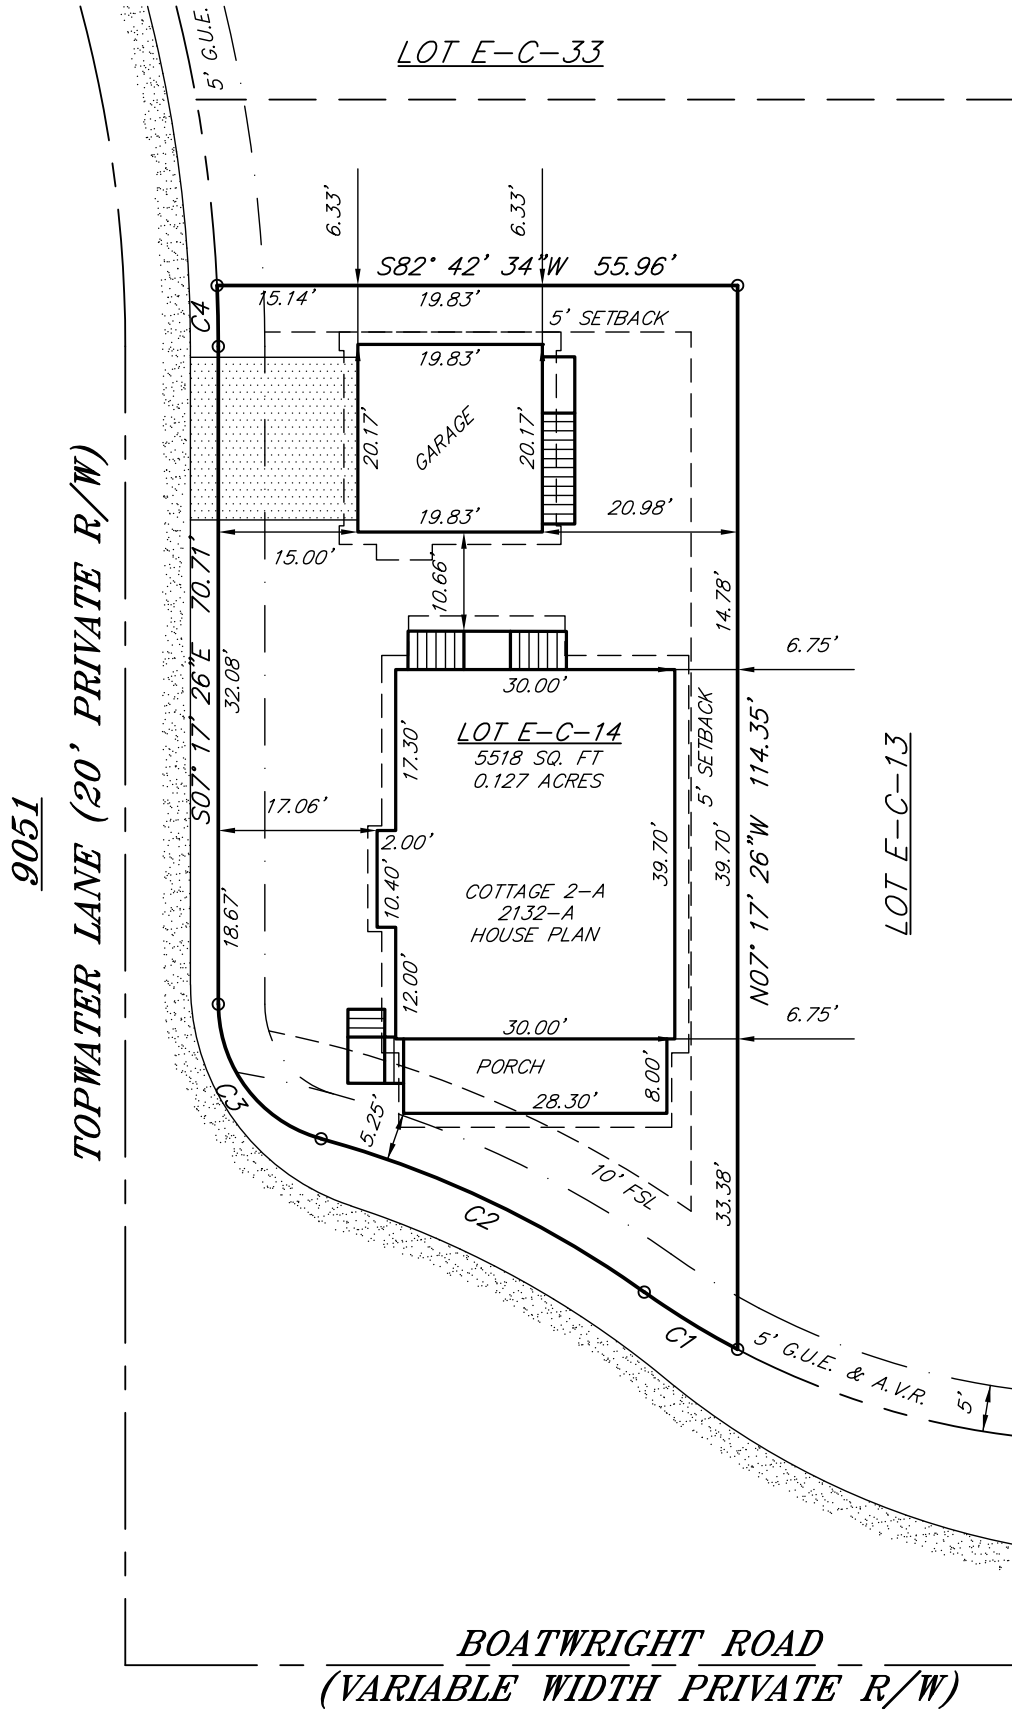 LOT E-C-33
5' G.U.E.
5' G.U.E.
6.33'
6.33'
S82° 42' 34"W 55.96'
15.14'
19.83'
5' SETBACK
C4
19.83'
20.17'
GARAGE
20.17'
19.83'
20.98'
15.00'
10.66'
14.78'
6.75'
30.00'
S07° 17' 26"E 70.71'
32.08'
17.30'
LOT E-C-14
5518 SQ. FT
0.127 ACRES
5' SETBACK
N07° 17' 26"W 114.35'
LOT E-C-13
17.06'
2.00'
39.70'
39.70'
10.40'
COTTAGE 2-A
2132-A
HOUSE PLAN
18.67'
12.00'
30.00'
6.75'
PORCH
8.00'
28.30'
C3
5.25'
10' FSL
33.38'
C2
C1
5' G.U.E. & A.V.R.
5'
9051
TOPWATER LANE (20' PRIVATE R/W)
BOATWRIGHT ROAD
(VARIABLE WIDTH PRIVATE R/W)